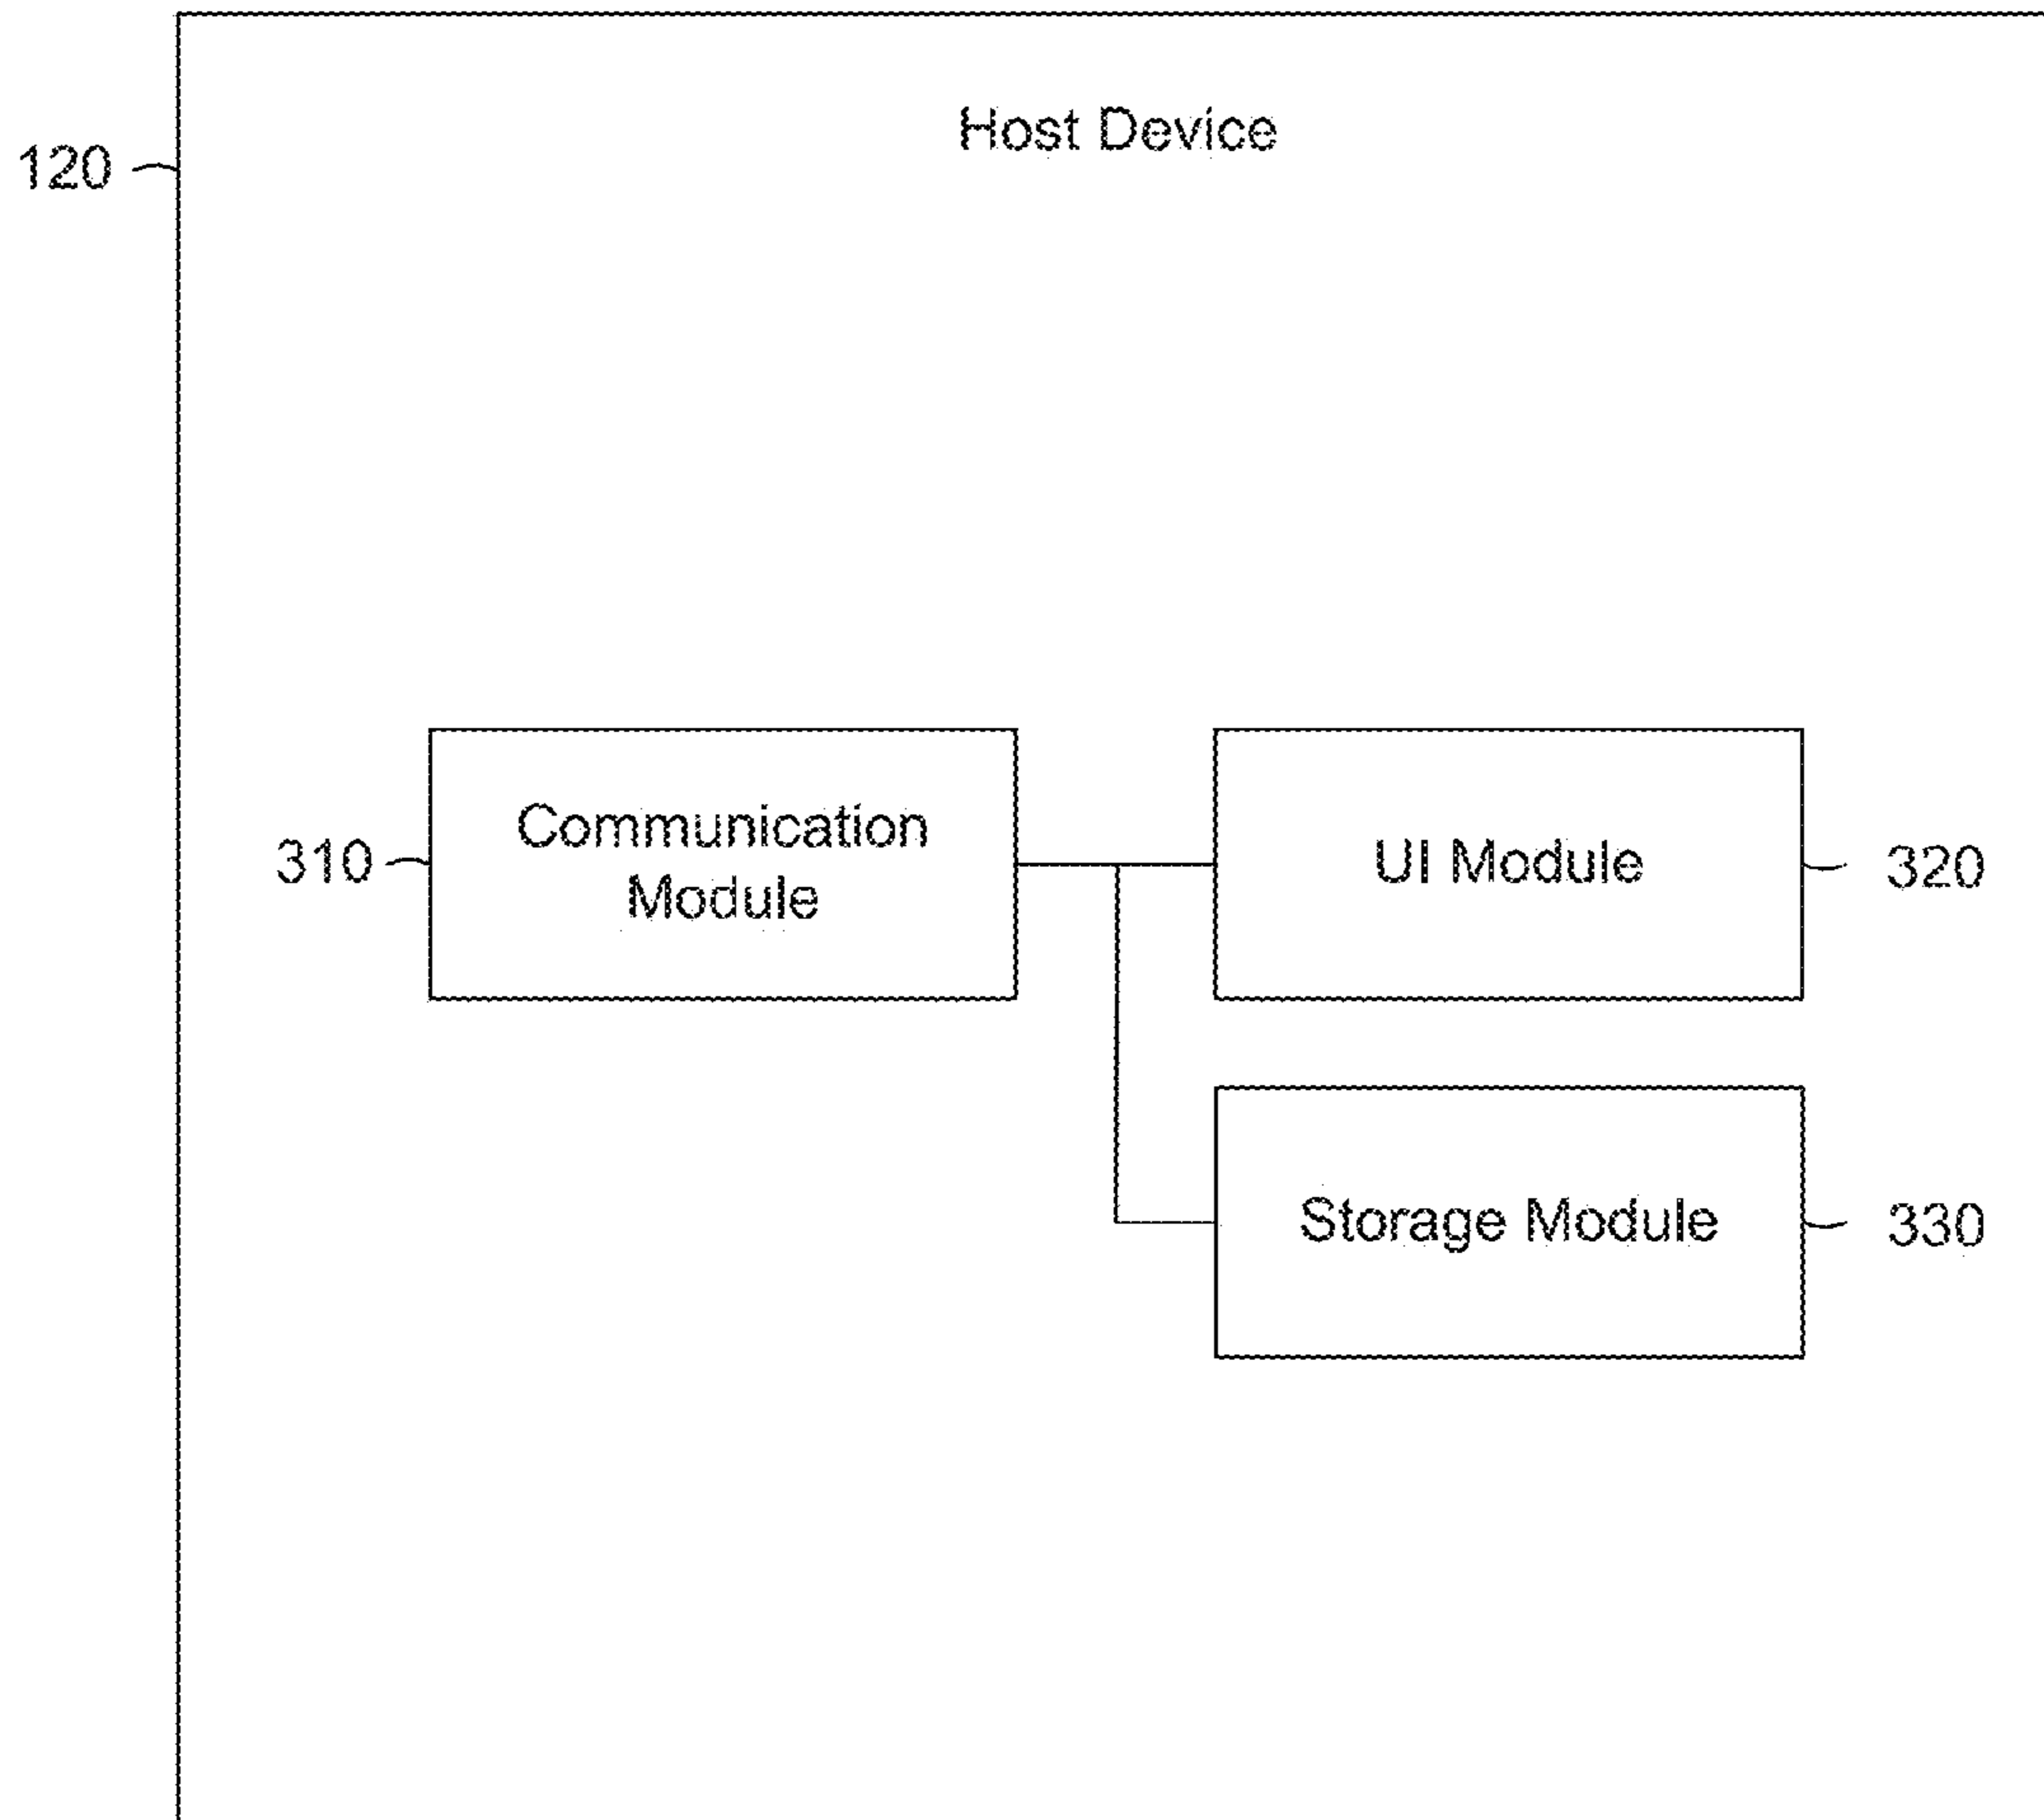 Host Device
120
Communication
Module
310
UI Module
320
Storage Module
330